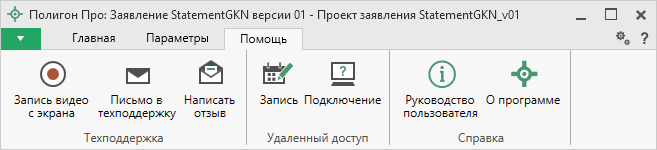 Полигон Про: Заявление StatementGKN версии 01 - Проект заявления StatementGKN_v01
Главная Параметры Помощь
Запись видео с экрана
Письмо в техподдержку
Написать отзыв
Запись
Подключение
Руководство пользователя
О программе
Техподдержка
Удаленный доступ
Справка